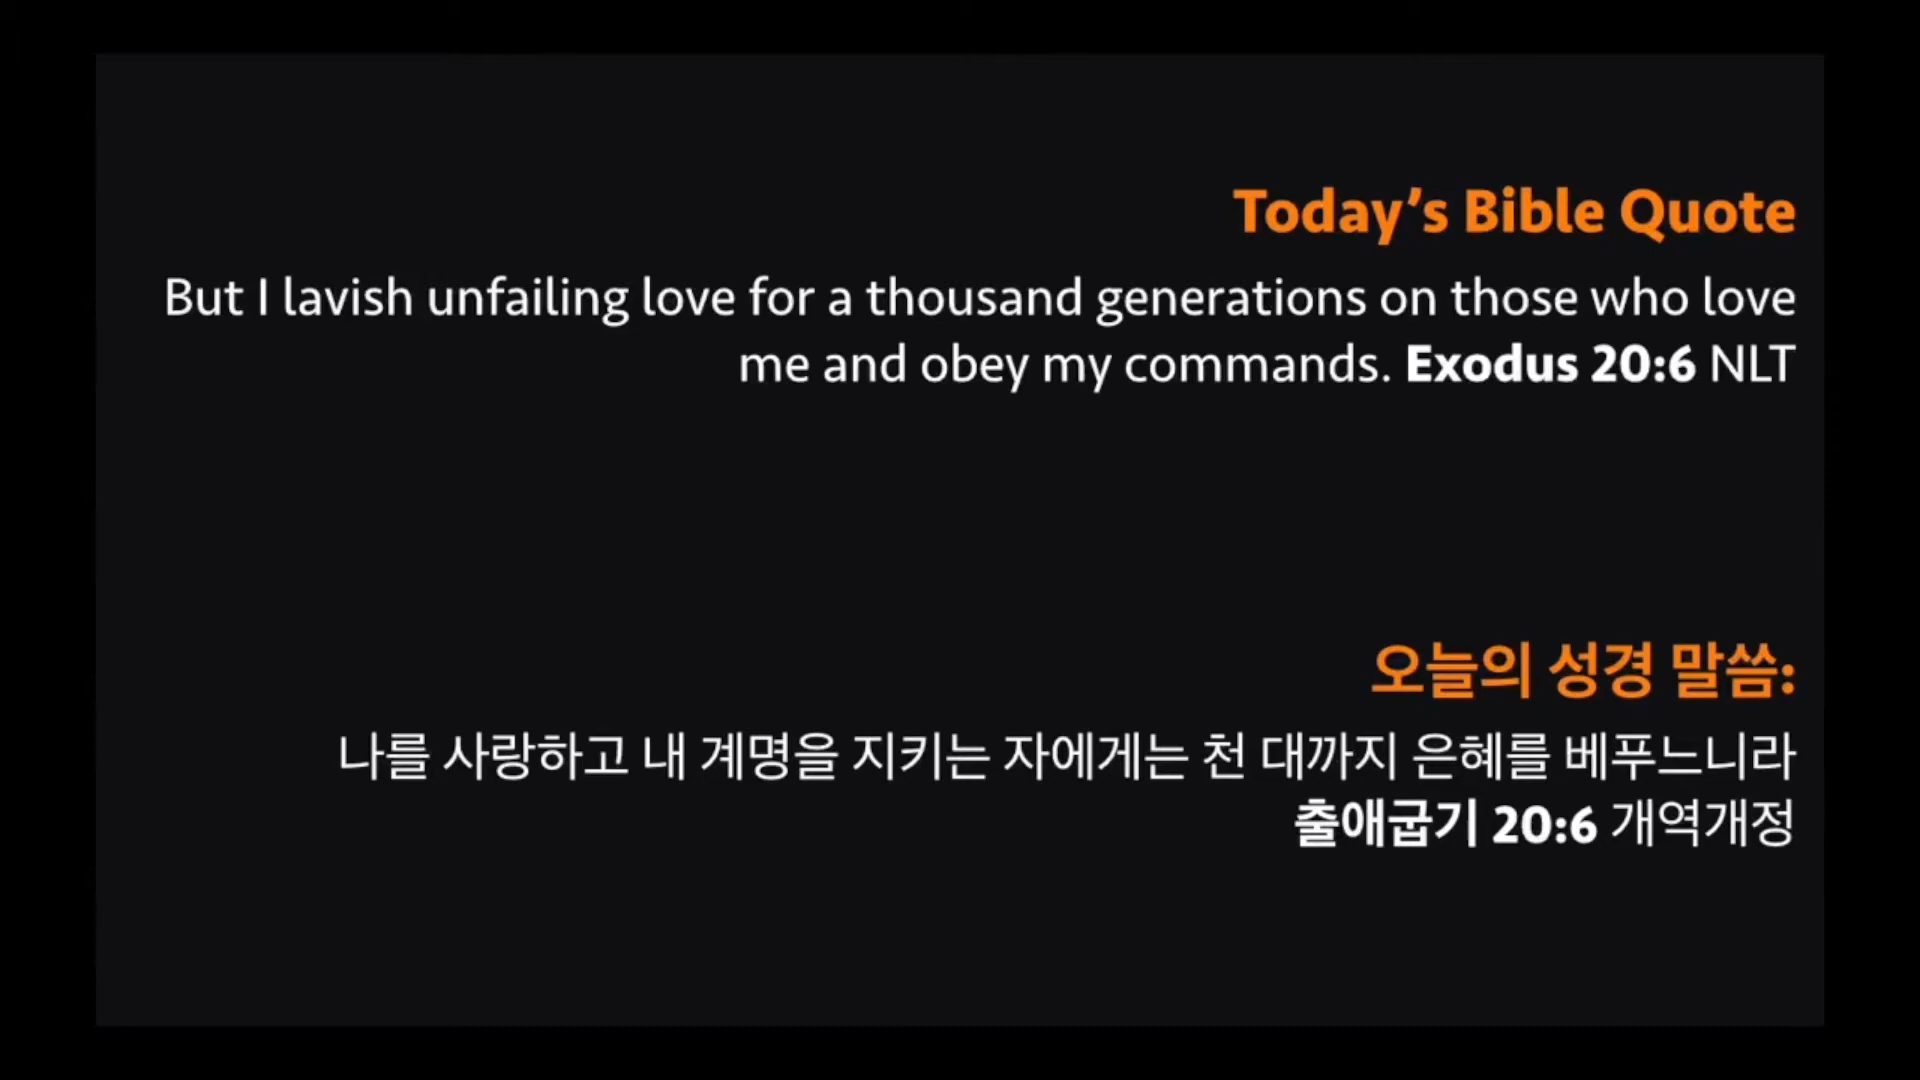 Today’s Bible Quote
But I lavish unfailing love for a thousand generations on those who love
me and obey my commands. Exodus 20:6 NLT
오늘의 성경 말씀:
나를 사랑하고 내 계명을 지키는 자에게는 천 대까지 은혜를 베푸느니라
출애굽기 20:6 개역개정